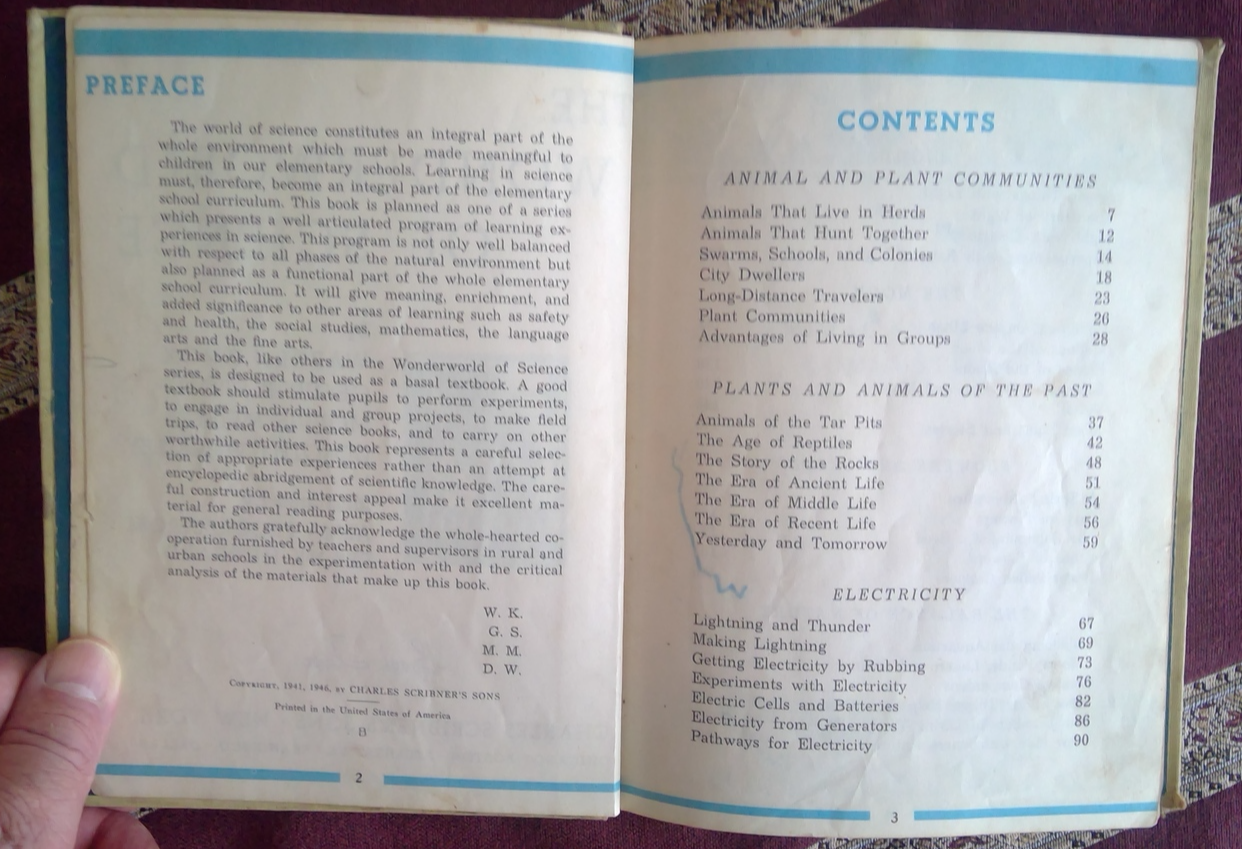 PREFACE
The world of science constitutes an integral part of the
whole environment which must be made meaningful to
children in our elementary schools. Learning in science
must, therefore, become an integral part of the elementary
school curriculum. This book is planned as one of a series
which presents a well articulated program of learning ex-
periences in science. This program is not only well balanced
with respect to all phases of the natural environment but
also planned as a functional part of the whole elementary
school curriculum. It will give meaning, enrichment, and
added significance to other areas of learning such as safety
and health, the social studies, mathematics, the language
arts and the fine arts.
This book, like others in the Wonderworld of Science
series, is designed to be used as a basal textbook. A good
textbook should stimulate pupils to perform experiments,
to engage in individual and group projects, to make field
trips, to read other science books, and to carry on other
worthwhile activities. This book represents a careful selec-
tion of appropriate experiences rather than an attempt at
encyclopedic abridgement of scientific knowledge. The care-
ful construction and interest appeal make it excellent ma-
terial for general reading purposes.
The authors gratefully acknowledge the whole-hearted co-
operation furnished by teachers and supervisors in rural and
urban schools in the experimentation with and the critical
analysis of the materials that make up this book.
W. K.
G. S.
M. M.
D. W.
Copyright, 1941, 1946, by CHARLES SCRIBNER'S SONS
Printed in the United States of America
B
2
CONTENTS
ANIMAL AND PLANT COMMUNITIES
Animals That Live in Herds 7
Animals That Hunt Together 12
Swarms, Schools, and Colonies 14
City Dwellers 18
Long-Distance Travelers 23
Plant Communities 26
Advantages of Living in Groups 28
PLANTS AND ANIMALS OF THE PAST
Animals of the Tar Pits 37
The Age of Reptiles 42
The Story of the Rocks 48
The Era of Ancient Life 51
The Era of Middle Life 54
The Era of Recent Life 56
Yesterday and Tomorrow 59
ELECTRICITY
Lightning and Thunder 67
Making Lightning 69
Getting Electricity by Rubbing 73
Experiments with Electricity 76
Electric Cells and Batteries 82
Electricity from Generators 86
Pathways for Electricity 90
3